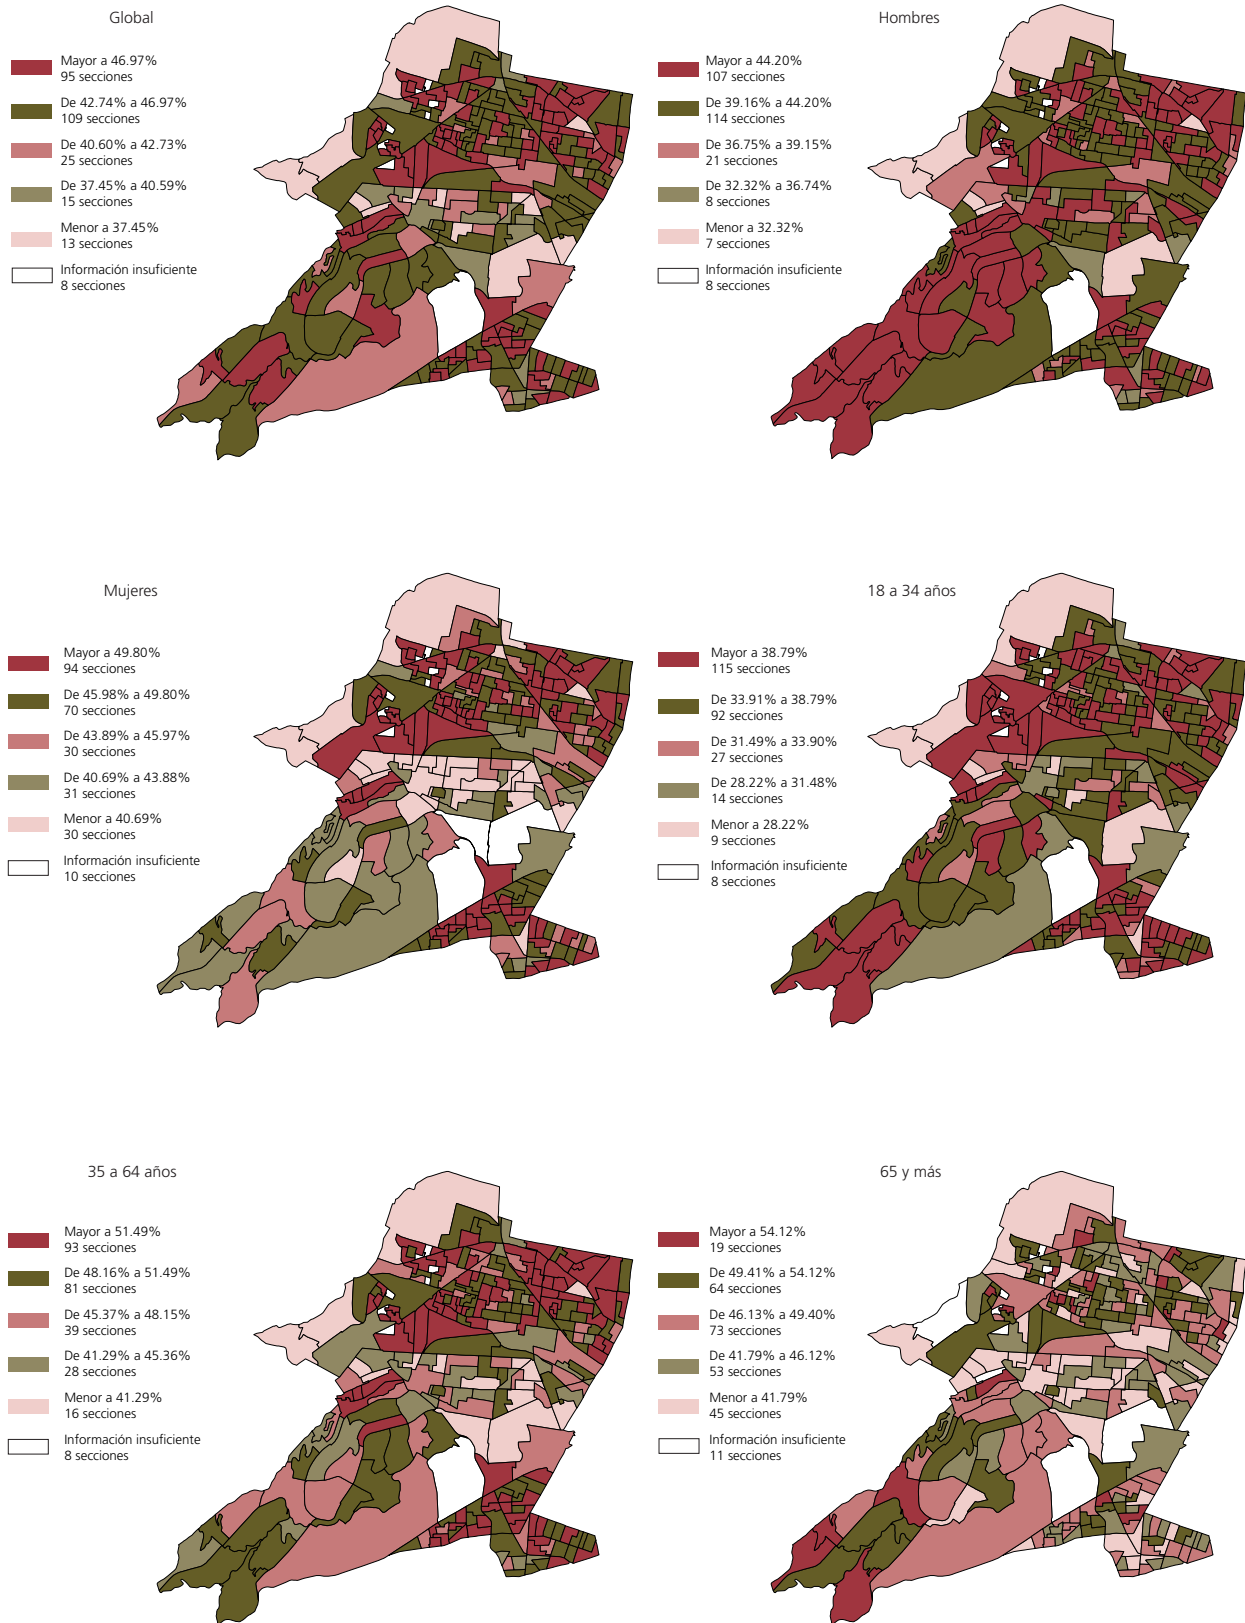 Global
Mayor a 46.97%
95 secciones
De 42.74% a 46.97%
109 secciones
De 40.60% a 42.73%
25 secciones
De 37.45% a 40.59%
15 secciones
Menor a 37.45%
13 secciones
Información insuficiente
8 secciones
Hombres
Mayor a 44.20%
107 secciones
De 39.16% a 44.20%
114 secciones
De 36.75% a 39.15%
21 secciones
De 32.32% a 36.74%
8 secciones
Menor a 32.32%
7 secciones
Información insuficiente
8 secciones
Mujeres
Mayor a 49.80%
94 secciones
De 45.98% a 49.80%
70 secciones
De 43.89% a 45.97%
30 secciones
De 40.69% a 43.88%
31 secciones
Menor a 40.69%
30 secciones
Información insuficiente
10 secciones
18 a 34 años
Mayor a 38.79%
115 secciones
De 33.91% a 38.79%
92 secciones
De 31.49% a 33.90%
27 secciones
De 28.22% a 31.48%
14 secciones
Menor a 28.22%
9 secciones
Información insuficiente
8 secciones
35 a 64 años
Mayor a 51.49%
93 secciones
De 48.16% a 51.49%
81 secciones
De 45.37% a 48.15%
39 secciones
De 41.29% a 45.36%
28 secciones
Menor a 41.29%
16 secciones
Información insuficiente
8 secciones
65 y más
Mayor a 54.12%
19 secciones
De 49.41% a 54.12%
64 secciones
De 46.13% a 49.40%
73 secciones
De 41.79% a 46.12%
53 secciones
Menor a 41.79%
45 secciones
Información insuficiente
11 secciones